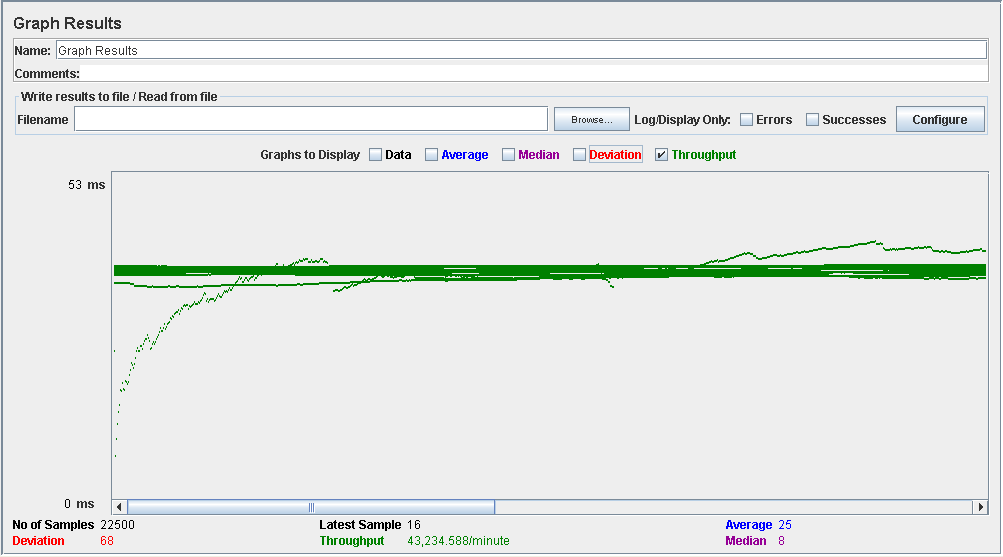 Graph Results
Name: Graph Results
Comments:
Write results to file / Read from file
Filename Browse... Log/Display Only: Errors Successes Configure
Graphs to Display Data Average Median Deviation Throughput
53 ms
0 ms
No of Samples 22500 Latest Sample 16 Average 25
Deviation 68 Throughput 43,234.588/minute Median 8